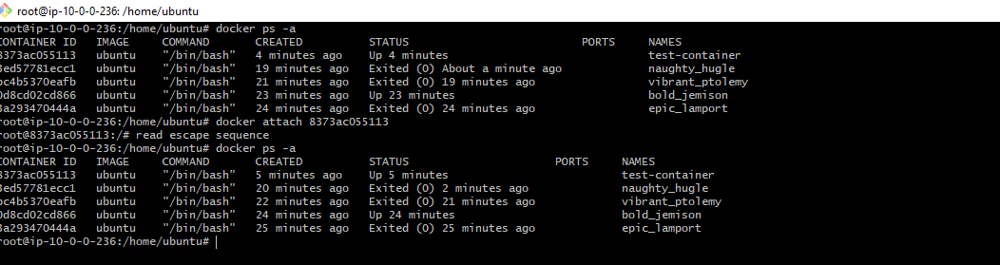 root@ip-10-0-0-236: /home/ubuntu
root@ip-10-0-0-236:/home/ubuntu# docker ps -a
CONTAINER ID IMAGE COMMAND CREATED STATUS PORTS NAMES
8373ac055113 ubuntu "/bin/bash" 4 minutes ago Up 4 minutes test-container
3ed57781ecc1 ubuntu "/bin/bash" 19 minutes ago Exited (0) About a minute ago naughty_hugle
bc4b5370eafb ubuntu "/bin/bash" 21 minutes ago Exited (0) 19 minutes ago vibrant_ptolemy
0d8cd02cd866 ubuntu "/bin/bash" 23 minutes ago Up 23 minutes bold_jemison
3a293470444a ubuntu "/bin/bash" 24 minutes ago Exited (0) 24 minutes ago epic_lamport
root@ip-10-0-0-236:/home/ubuntu# docker attach 8373ac055113
root@8373ac055113:/# read escape sequence
root@ip-10-0-0-236:/home/ubuntu# docker ps -a
CONTAINER ID IMAGE COMMAND CREATED STATUS PORTS NAMES
8373ac055113 ubuntu "/bin/bash" 5 minutes ago Up 5 minutes test-container
3ed57781ecc1 ubuntu "/bin/bash" 20 minutes ago Exited (0) 2 minutes ago naughty_hugle
bc4b5370eafb ubuntu "/bin/bash" 22 minutes ago Exited (0) 21 minutes ago vibrant_ptolemy
0d8cd02cd866 ubuntu "/bin/bash" 24 minutes ago Up 24 minutes bold_jemison
3a293470444a ubuntu "/bin/bash" 25 minutes ago Exited (0) 25 minutes ago epic_lamport
root@ip-10-0-0-236:/home/ubuntu#